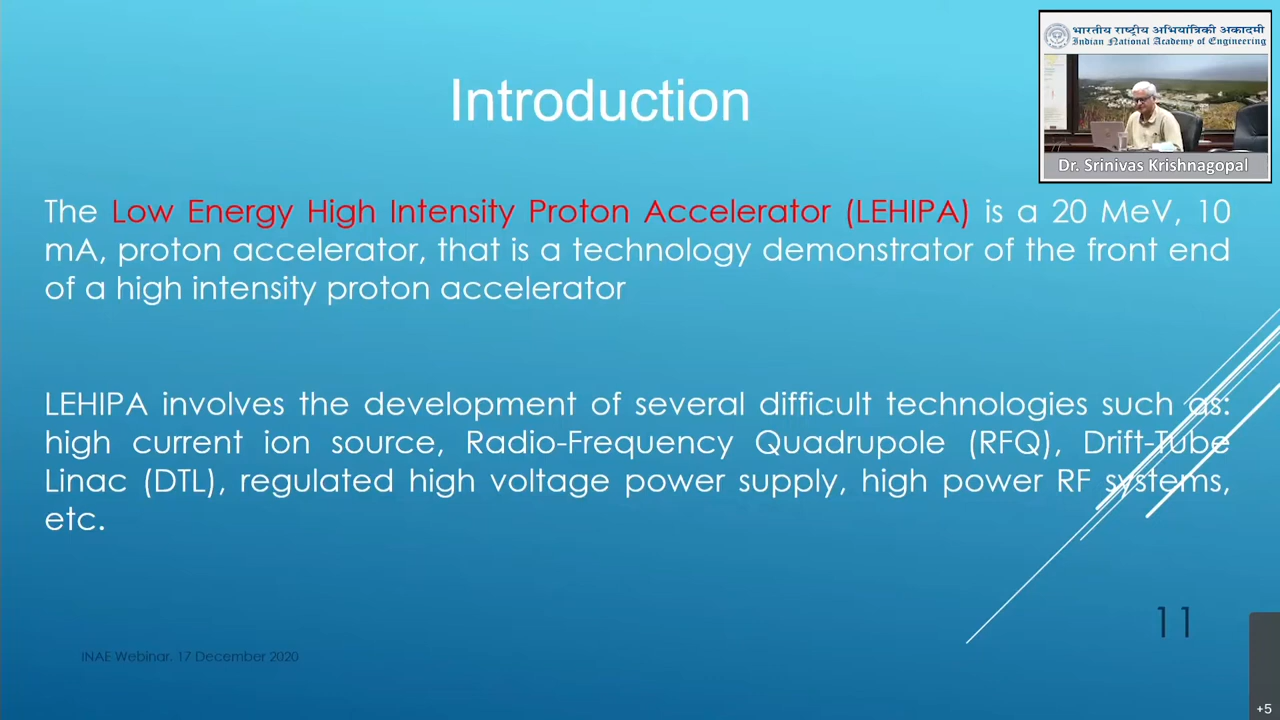 भारतीय राष्ट्रीय अभियांत्रिकी अकादमी
Indian National Academy of Engineering
Dr. Srinivas Krishnagopal
Introduction
The Low Energy High Intensity Proton Accelerator (LEHIPA) is a 20 MeV, 10
mA, proton accelerator, that is a technology demonstrator of the front end
of a high intensity proton accelerator
LEHIPA involves the development of several difficult technologies such as:
high current ion source, Radio-Frequency Quadrupole (RFQ), Drift-Tube
Linac (DTL), regulated high voltage power supply, high power RF systems,
etc.
11
INAE Webinar, 17 December 2020
+5